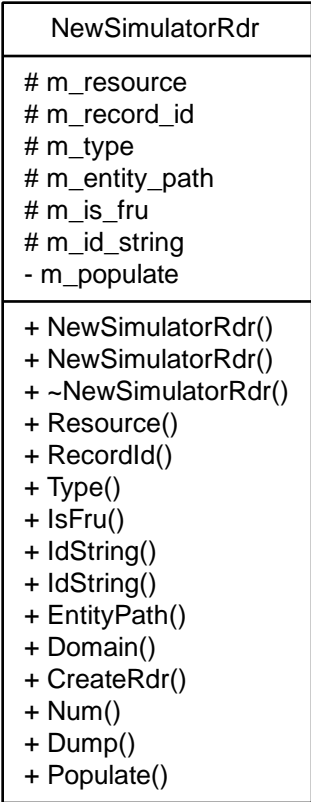 NewSimulatorRdr
# m_resource
# m_record_id
# m_type
# m_entity_path
# m_is_fru
# m_id_string
- m_populate
+ NewSimulatorRdr()
+ NewSimulatorRdr()
+ ~NewSimulatorRdr()
+ Resource()
+ RecordId()
+ Type()
+ IsFru()
+ IdString()
+ IdString()
+ EntityPath()
+ Domain()
+ CreateRdr()
+ Num()
+ Dump()
+ Populate()